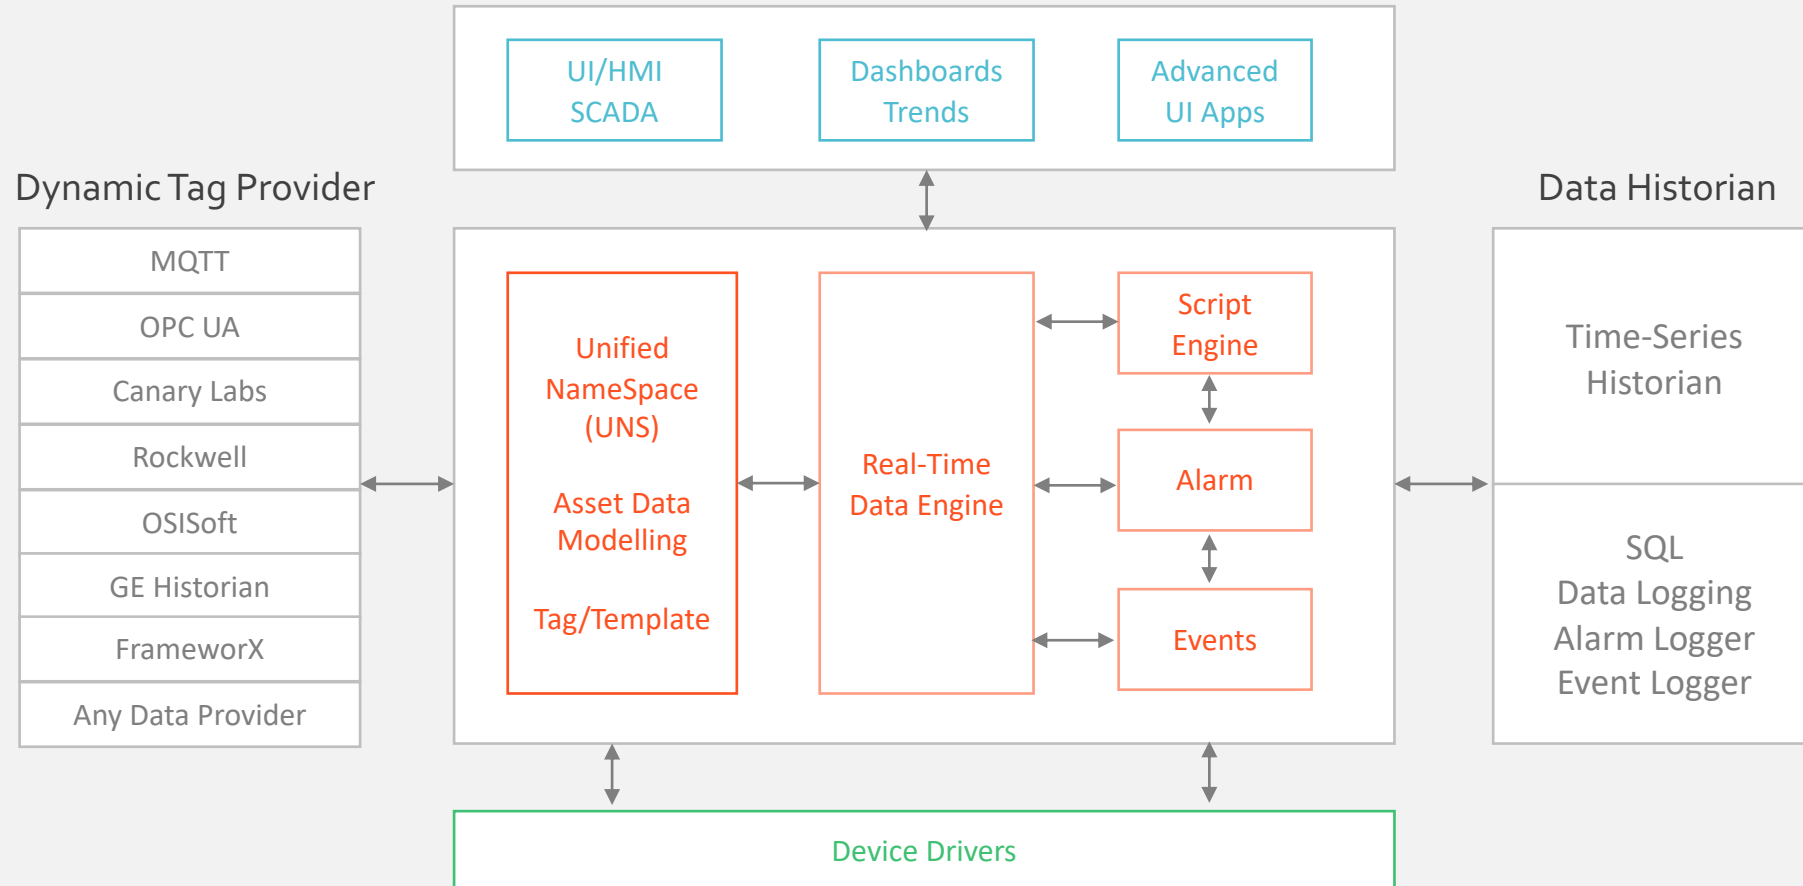 UI/HMI
SCADA
Dashboards
Trends
Advanced
UI Apps
Dynamic Tag Provider
MQTT
OPC UA
Canary Labs
Rockwell
OSISoft
GE Historian
FrameworX
Any Data Provider
Unified
NameSpace
(UNS)
Asset Data
Modelling
Tag/Template
Real-Time
Data Engine
Script
Engine
Alarm
Events
Data Historian
Time-Series
Historian
SQL
Data Logging
Alarm Logger
Event Logger
Device Drivers